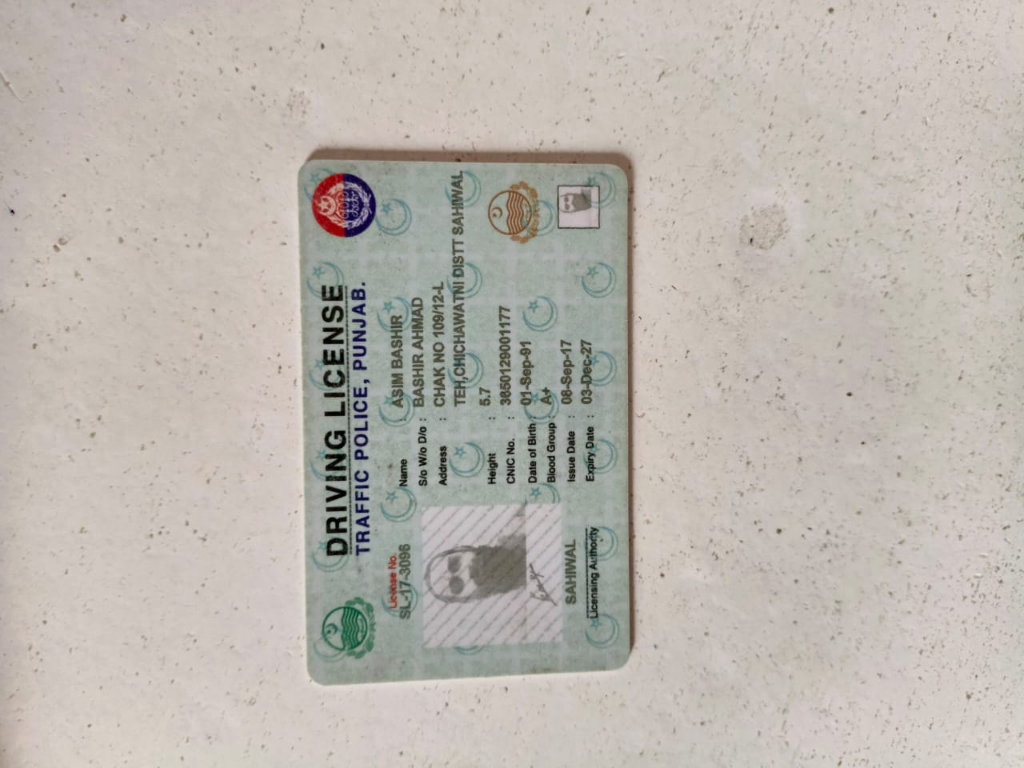 DRIVING LICENSE
TRAFFIC POLICE, PUNJAB.
License No.
SL-17-3096
Name : ASIM BASHIR
S/o W/o D/o : BASHIR AHMAD
Address : CHAK NO 109/12-L
TEH,CHICHAWATNI DISTT SAHIWAL
Height : 5.7
CNIC No. : 3650129001177
Date of Birth : 01-Sep-91
Blood Group : A+
Issue Date : 08-Sep-17
Expiry Date : 03-Dec-27
SAHIWAL
Licensing Authority